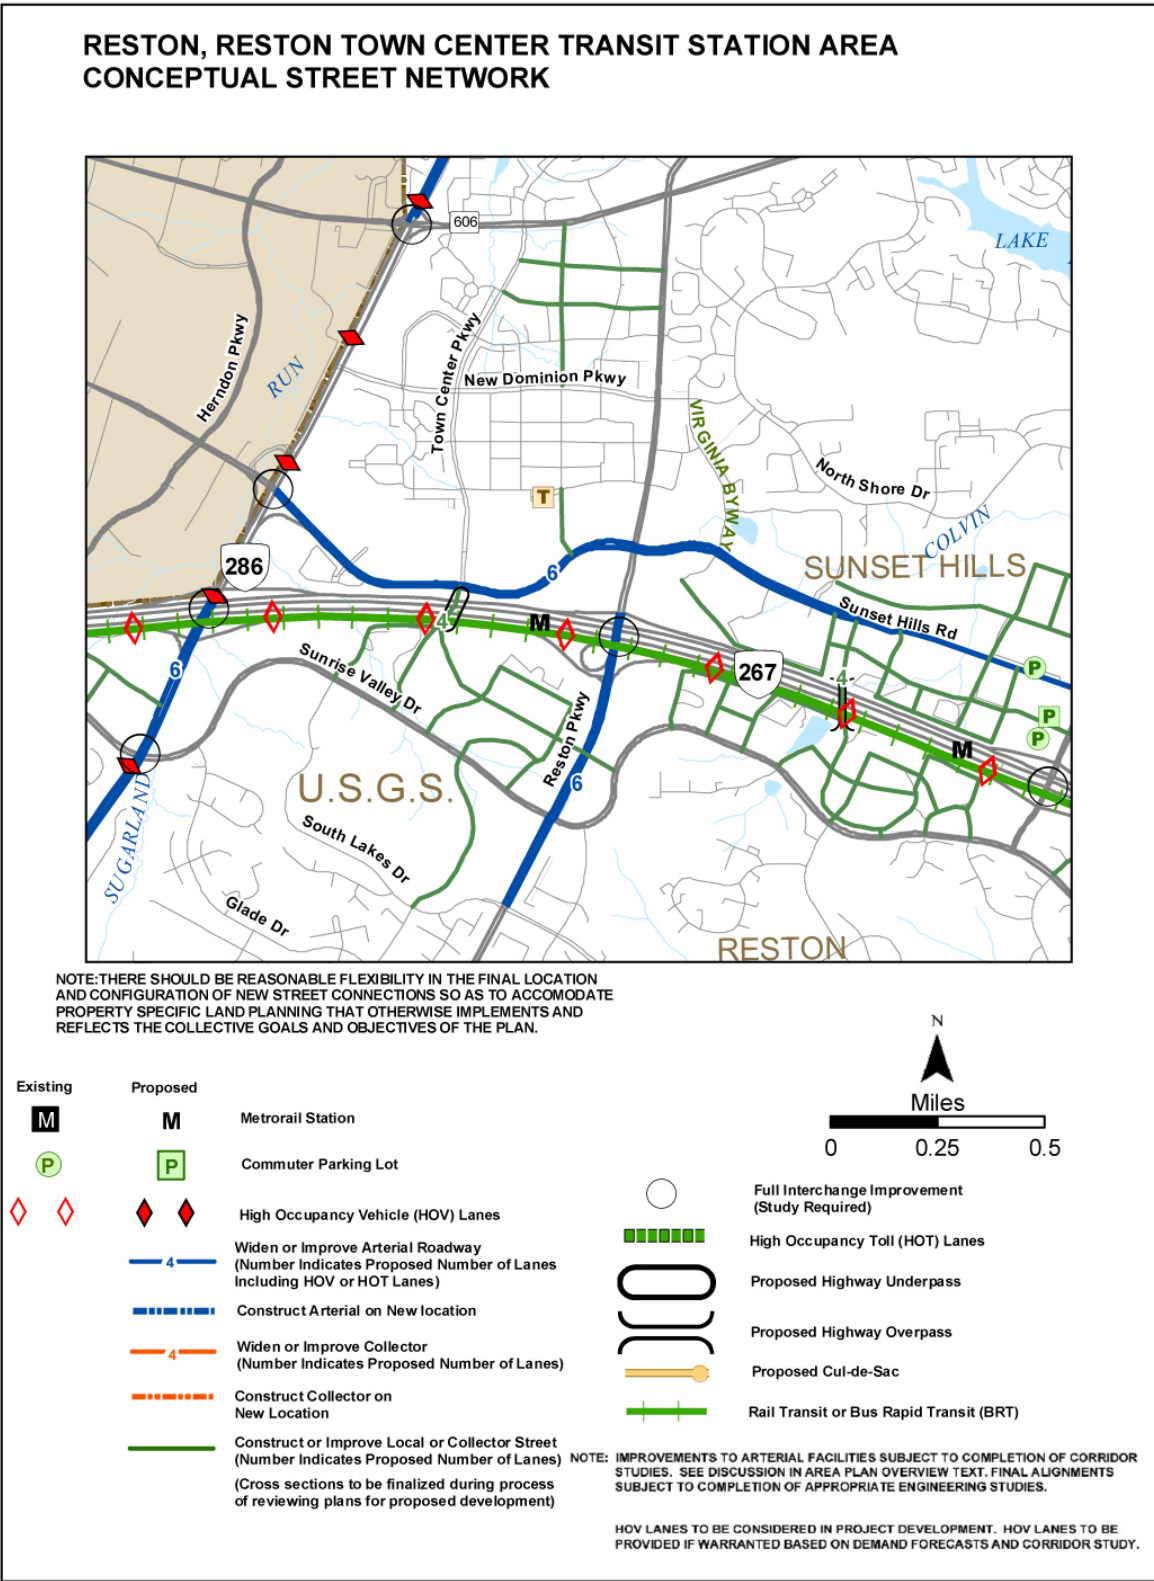 RESTON, RESTON TOWN CENTER TRANSIT STATION AREA
CONCEPTUAL STREET NETWORK
606
LAKE
Herndon Pkwy
RUN
Town Center Pkwy
New Dominion Pkwy
VIRGINIA BYWAY
North Shore Dr
T
COLVIN
286
SUNSET HILLS
6
Sunset Hills Rd
4
M
6
Sunrise Valley Dr
267
4
P
P
P
Reston Pkwy
M
6
U.S.G.S.
SUGARLAND
South Lakes Dr
Glade Dr
RESTON
NOTE:THERE SHOULD BE REASONABLE FLEXIBILITY IN THE FINAL LOCATION
AND CONFIGURATION OF NEW STREET CONNECTIONS SO AS TO ACCOMODATE
PROPERTY SPECIFIC LAND PLANNING THAT OTHERWISE IMPLEMENTS AND
REFLECTS THE COLLECTIVE GOALS AND OBJECTIVES OF THE PLAN.
N
Miles
0 0.25 0.5
Existing Proposed
M M Metrorail Station
P P Commuter Parking Lot
High Occupancy Vehicle (HOV) Lanes
4 Widen or Improve Arterial Roadway
(Number Indicates Proposed Number of Lanes
Including HOV or HOT Lanes)
Construct Arterial on New location
4 Widen or Improve Collector
(Number Indicates Proposed Number of Lanes)
Construct Collector on
New Location
Construct or Improve Local or Collector Street
(Number Indicates Proposed Number of Lanes)
(Cross sections to be finalized during process
of reviewing plans for proposed development)
Full Interchange Improvement
(Study Required)
High Occupancy Toll (HOT) Lanes
Proposed Highway Underpass
Proposed Highway Overpass
Proposed Cul-de-Sac
Rail Transit or Bus Rapid Transit (BRT)
NOTE: IMPROVEMENTS TO ARTERIAL FACILITIES SUBJECT TO COMPLETION OF CORRIDOR
STUDIES. SEE DISCUSSION IN AREA PLAN OVERVIEW TEXT. FINAL ALIGNMENTS
SUBJECT TO COMPLETION OF APPROPRIATE ENGINEERING STUDIES.
HOV LANES TO BE CONSIDERED IN PROJECT DEVELOPMENT. HOV LANES TO BE
PROVIDED IF WARRANTED BASED ON DEMAND FORECASTS AND CORRIDOR STUDY.